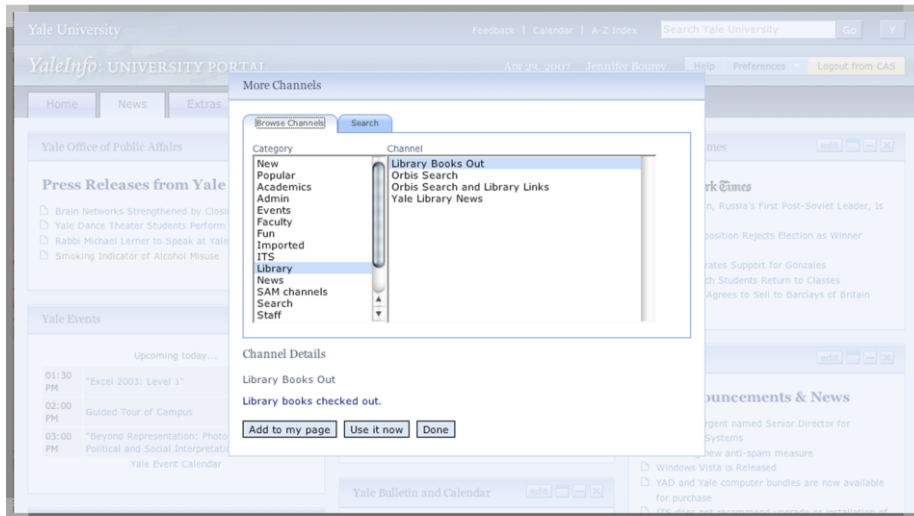 Yale University
Feedback | Calendar | A-Z Index
Search Yale University
Go
Y
YaleInfo: UNIVERSITY PORTAL
Apr 23, 2007 Jennifer Bourey
Help
Preferences
Logout from CAS
Home
News
Extras
More Channels
Browse Channels
Search
Category
New
Popular
Academics
Admin
Events
Faculty
Fun
Imported
ITS
Library
News
SAM channels
Search
Staff
Channel
Library Books Out
Orbis Search
Orbis Search and Library Links
Yale Library News
Channel Details
Library Books Out
Library books checked out.
Add to my page
Use it now
Done
Yale Office of Public Affairs
Press Releases from Yale
Brain Networks Strengthened by Closi
Yale Dance Theater Students Perform
Rabbi Michael Lerner to Speak at Yale
Smoking Indicator of Alcohol Misuse
Yale Events
Upcoming today...
01:30 PM "Excel 2003: Level 1"
02:00 PM Guided Tour of Campus
03:00 PM "Beyond Representation: Photo
Political and Social Interpretati
Yale Event Calendar
Yale Bulletin and Calendar
edit
mes
edit
rk Times
n, Russia's First Post-Soviet Leader, Is
position Rejects Election as Winner
rates Support for Gonzales
ch Students Return to Classes
Agrees to Sell to Barclays of Britain
edit
ouncements & News
rgent named Senior Director for
Systems
new anti-spam measure
Windows Vista is Released
YAD and Yale computer bundles are now available
for purchase
ITS does not recommend upgrade or installation of